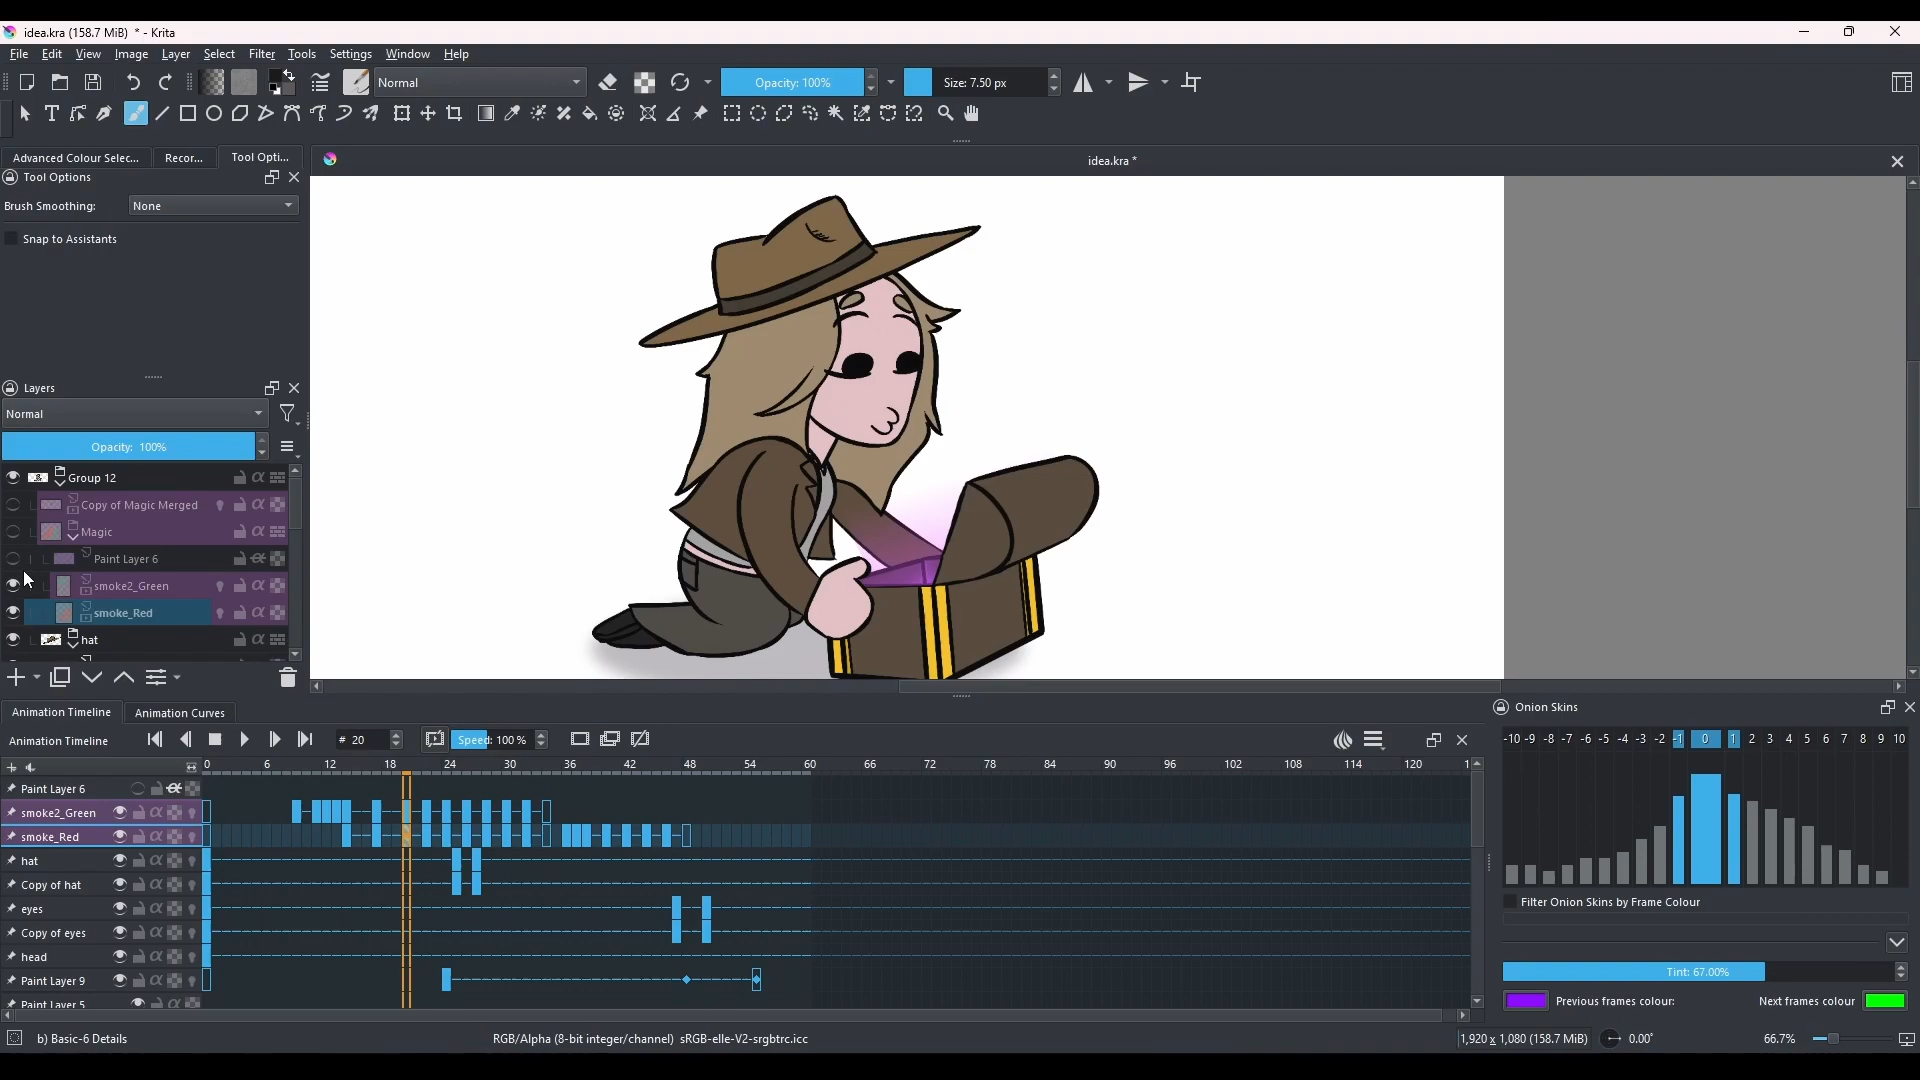 idea.kra (158.7 MiB) * - Krita
File Edit View Image Layer Select Filter Tools Settings Window Help
Normal Opacity: 100% Size: 7.50 px
Advanced Colour Selec... Recor... Tool Opti... idea.kra *
Tool Options
Brush Smoothing: None
Snap to Assistants
Layers
Normal
Opacity: 100%
Group 12
Copy of Magic Merged
Magic
Paint Layer 6
smoke2_Green
smoke_Red
hat
Animation Timeline Animation Curves
Onion Skins
Animation Timeline # 20 Speed: 100 %
-10 -9 -8 -7 -6 -5 -4 -3 -2 -1 0 1 2 3 4 5 6 7 8 9 10
0 6 12 18 24 30 36 42 48 54 60 66 72 78 84 90 96 102 108 114 120 1
Paint Layer 6
smoke2_Green
smoke_Red
hat
Copy of hat
eyes
Copy of eyes
head
Paint Layer 9
Paint Layer 5
Filter Onion Skins by Frame Colour
Tint: 67.00%
Previous frames colour: Next frames colour
b) Basic-6 Details RGB/Alpha (8-bit integer/channel) sRGB-elle-V2-srgbtrc.icc 1,920 x 1,080 (158.7 MiB) 0.00° 66.7%